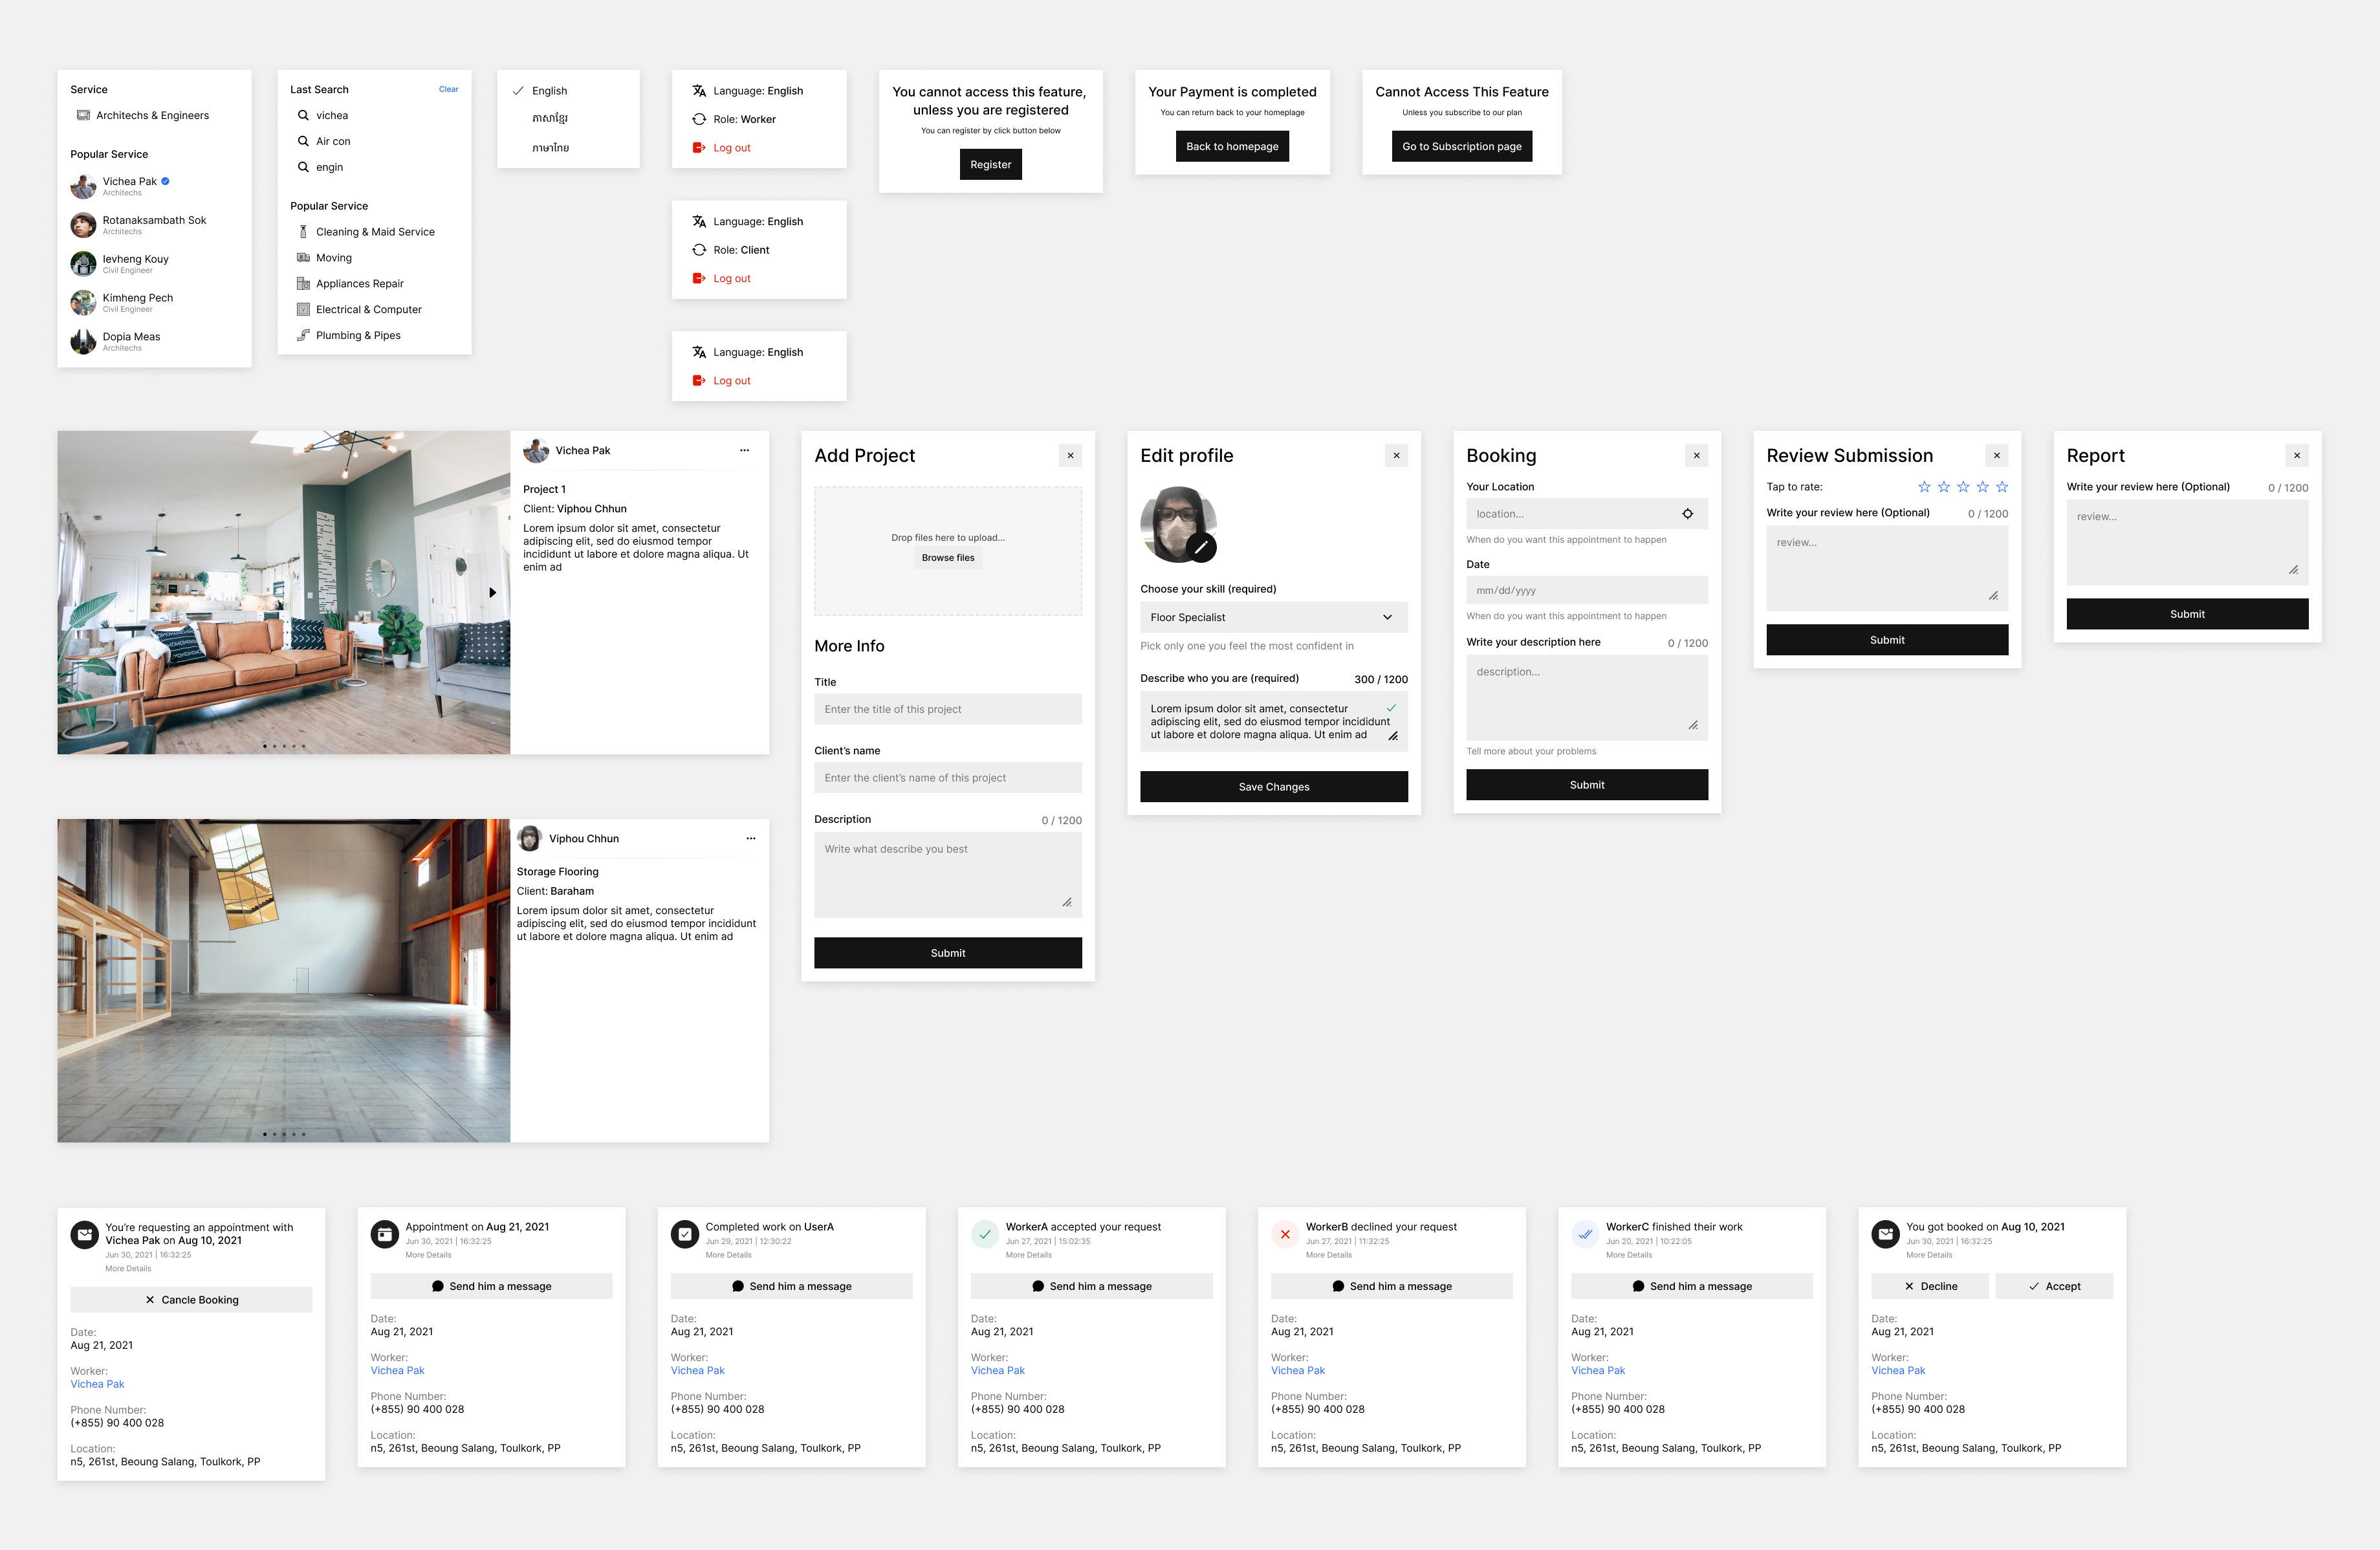 Service
Architechs & Engineers
Popular Service
Vichea Pak
Architechs
Rotanaksambath Sok
Architechs
Ievheng Kouy
Civil Engineer
Kimheng Pech
Civil Engineer
Dopia Meas
Architechs
Last Search
Clear
vichea
Air con
engin
Popular Service
Cleaning & Maid Service
Moving
Appliances Repair
Electrical & Computer
Plumbing & Pipes
English
ភាសាខ្មែរ
ภาษาไทย
Language: English
Role: Worker
Log out
Language: English
Role: Client
Log out
Language: English
Log out
You cannot access this feature,
unless you are registered
You can register by click button below
Register
Your Payment is completed
You can return back to your homeplage
Back to homepage
Cannot Access This Feature
Unless you subscribe to our plan
Go to Subscription page
Vichea Pak
Project 1
Client: Viphou Chhun
Lorem ipsum dolor sit amet, consectetur
adipiscing elit, sed do eiusmod tempor
incididunt ut labore et dolore magna aliqua. Ut
enim ad
Viphou Chhun
Storage Flooring
Client: Baraham
Lorem ipsum dolor sit amet, consectetur
adipiscing elit, sed do eiusmod tempor incididunt
ut labore et dolore magna aliqua. Ut enim ad
Add Project
Drop files here to upload...
Browse files
More Info
Title
Enter the title of this project
Client's name
Enter the client's name of this project
Description
0 / 1200
Write what describe you best
Submit
Edit profile
Choose your skill (required)
Floor Specialist
Pick only one you feel the most confident in
Describe who you are (required)
300 / 1200
Lorem ipsum dolor sit amet, consectetur
adipiscing elit, sed do eiusmod tempor incididunt
ut labore et dolore magna aliqua. Ut enim ad
Save Changes
Booking
Your Location
location...
When do you want this appointment to happen
Date
mm/dd/yyyy
When do you want this appointment to happen
Write your description here
0 / 1200
description...
Tell more about your problems
Submit
Review Submission
Tap to rate:
Write your review here (Optional)
0 / 1200
review...
Submit
Report
Write your review here (Optional)
0 / 1200
review...
Submit
You're requesting an appointment with
Vichea Pak on Aug 10, 2021
Jun 30, 2021 | 16:32:25
More Details
Cancle Booking
Date:
Aug 21, 2021
Worker:
Vichea Pak
Phone Number:
(+855) 90 400 028
Location:
n5, 261st, Beoung Salang, Toulkork, PP
Appointment on Aug 21, 2021
Jun 30, 2021 | 16:32:25
More Details
Send him a message
Date:
Aug 21, 2021
Worker:
Vichea Pak
Phone Number:
(+855) 90 400 028
Location:
n5, 261st, Beoung Salang, Toulkork, PP
Completed work on UserA
Jun 29, 2021 | 12:30:22
More Details
Send him a message
Date:
Aug 21, 2021
Worker:
Vichea Pak
Phone Number:
(+855) 90 400 028
Location:
n5, 261st, Beoung Salang, Toulkork, PP
WorkerA accepted your request
Jun 27, 2021 | 15:02:35
More Details
Send him a message
Date:
Aug 21, 2021
Worker:
Vichea Pak
Phone Number:
(+855) 90 400 028
Location:
n5, 261st, Beoung Salang, Toulkork, PP
WorkerB declined your request
Jun 27, 2021 | 11:32:25
More Details
Send him a message
Date:
Aug 21, 2021
Worker:
Vichea Pak
Phone Number:
(+855) 90 400 028
Location:
n5, 261st, Beoung Salang, Toulkork, PP
WorkerC finished their work
Jun 20, 2021 | 10:22:05
More Details
Send him a message
Date:
Aug 21, 2021
Worker:
Vichea Pak
Phone Number:
(+855) 90 400 028
Location:
n5, 261st, Beoung Salang, Toulkork, PP
You got booked on Aug 10, 2021
Jun 30, 2021 | 16:32:25
More Details
Decline
Accept
Date:
Aug 21, 2021
Worker:
Vichea Pak
Phone Number:
(+855) 90 400 028
Location:
n5, 261st, Beoung Salang, Toulkork, PP